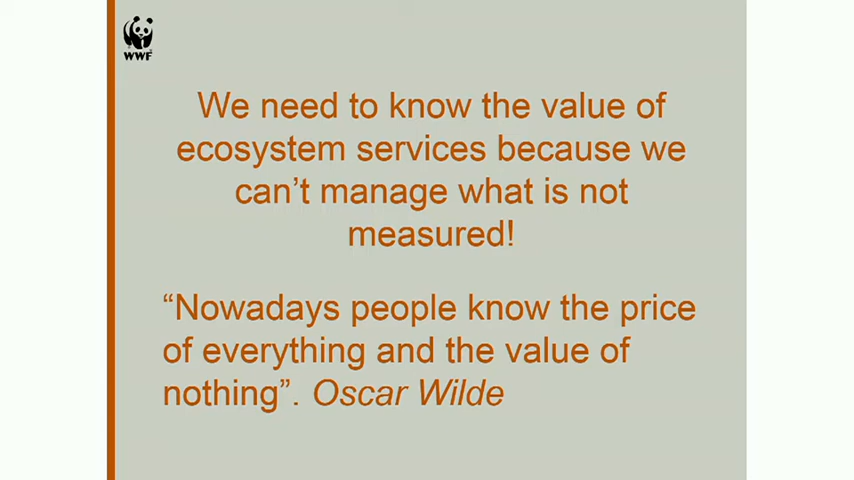 WWF
We need to know the value of
ecosystem services because we
can't manage what is not
measured!
“Nowadays people know the price
of everything and the value of
nothing”. Oscar Wilde